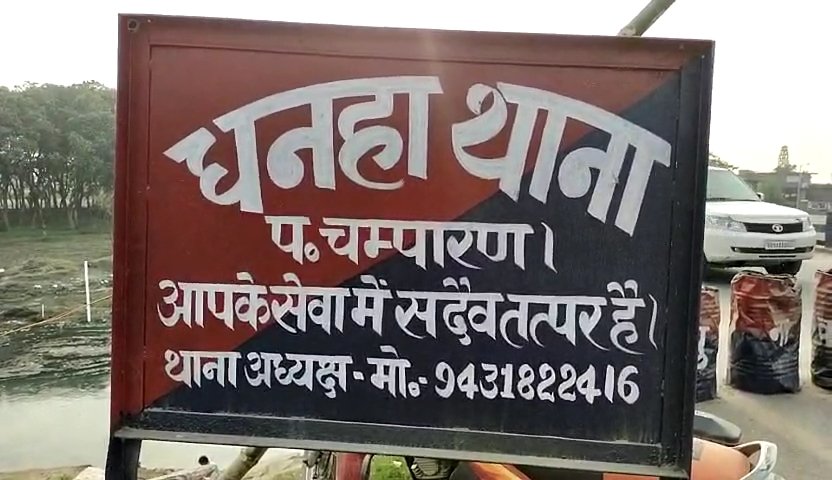 धनहा थाना
प॰ चम्पारण।
आपके सेवा में सदैव तत्पर है।
थाना अध्यक्ष - मो॰- 9431822416